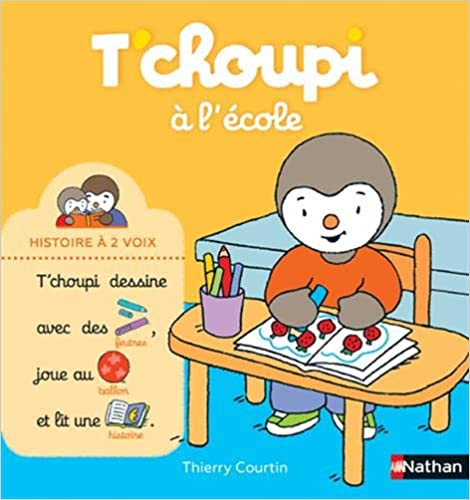 T'choupi
à l'école
HISTOIRE À 2 VOIX
T'choupi dessine
avec des feutres,
joue au ballon
et lit une histoire.
Thierry Courtin
Nathan